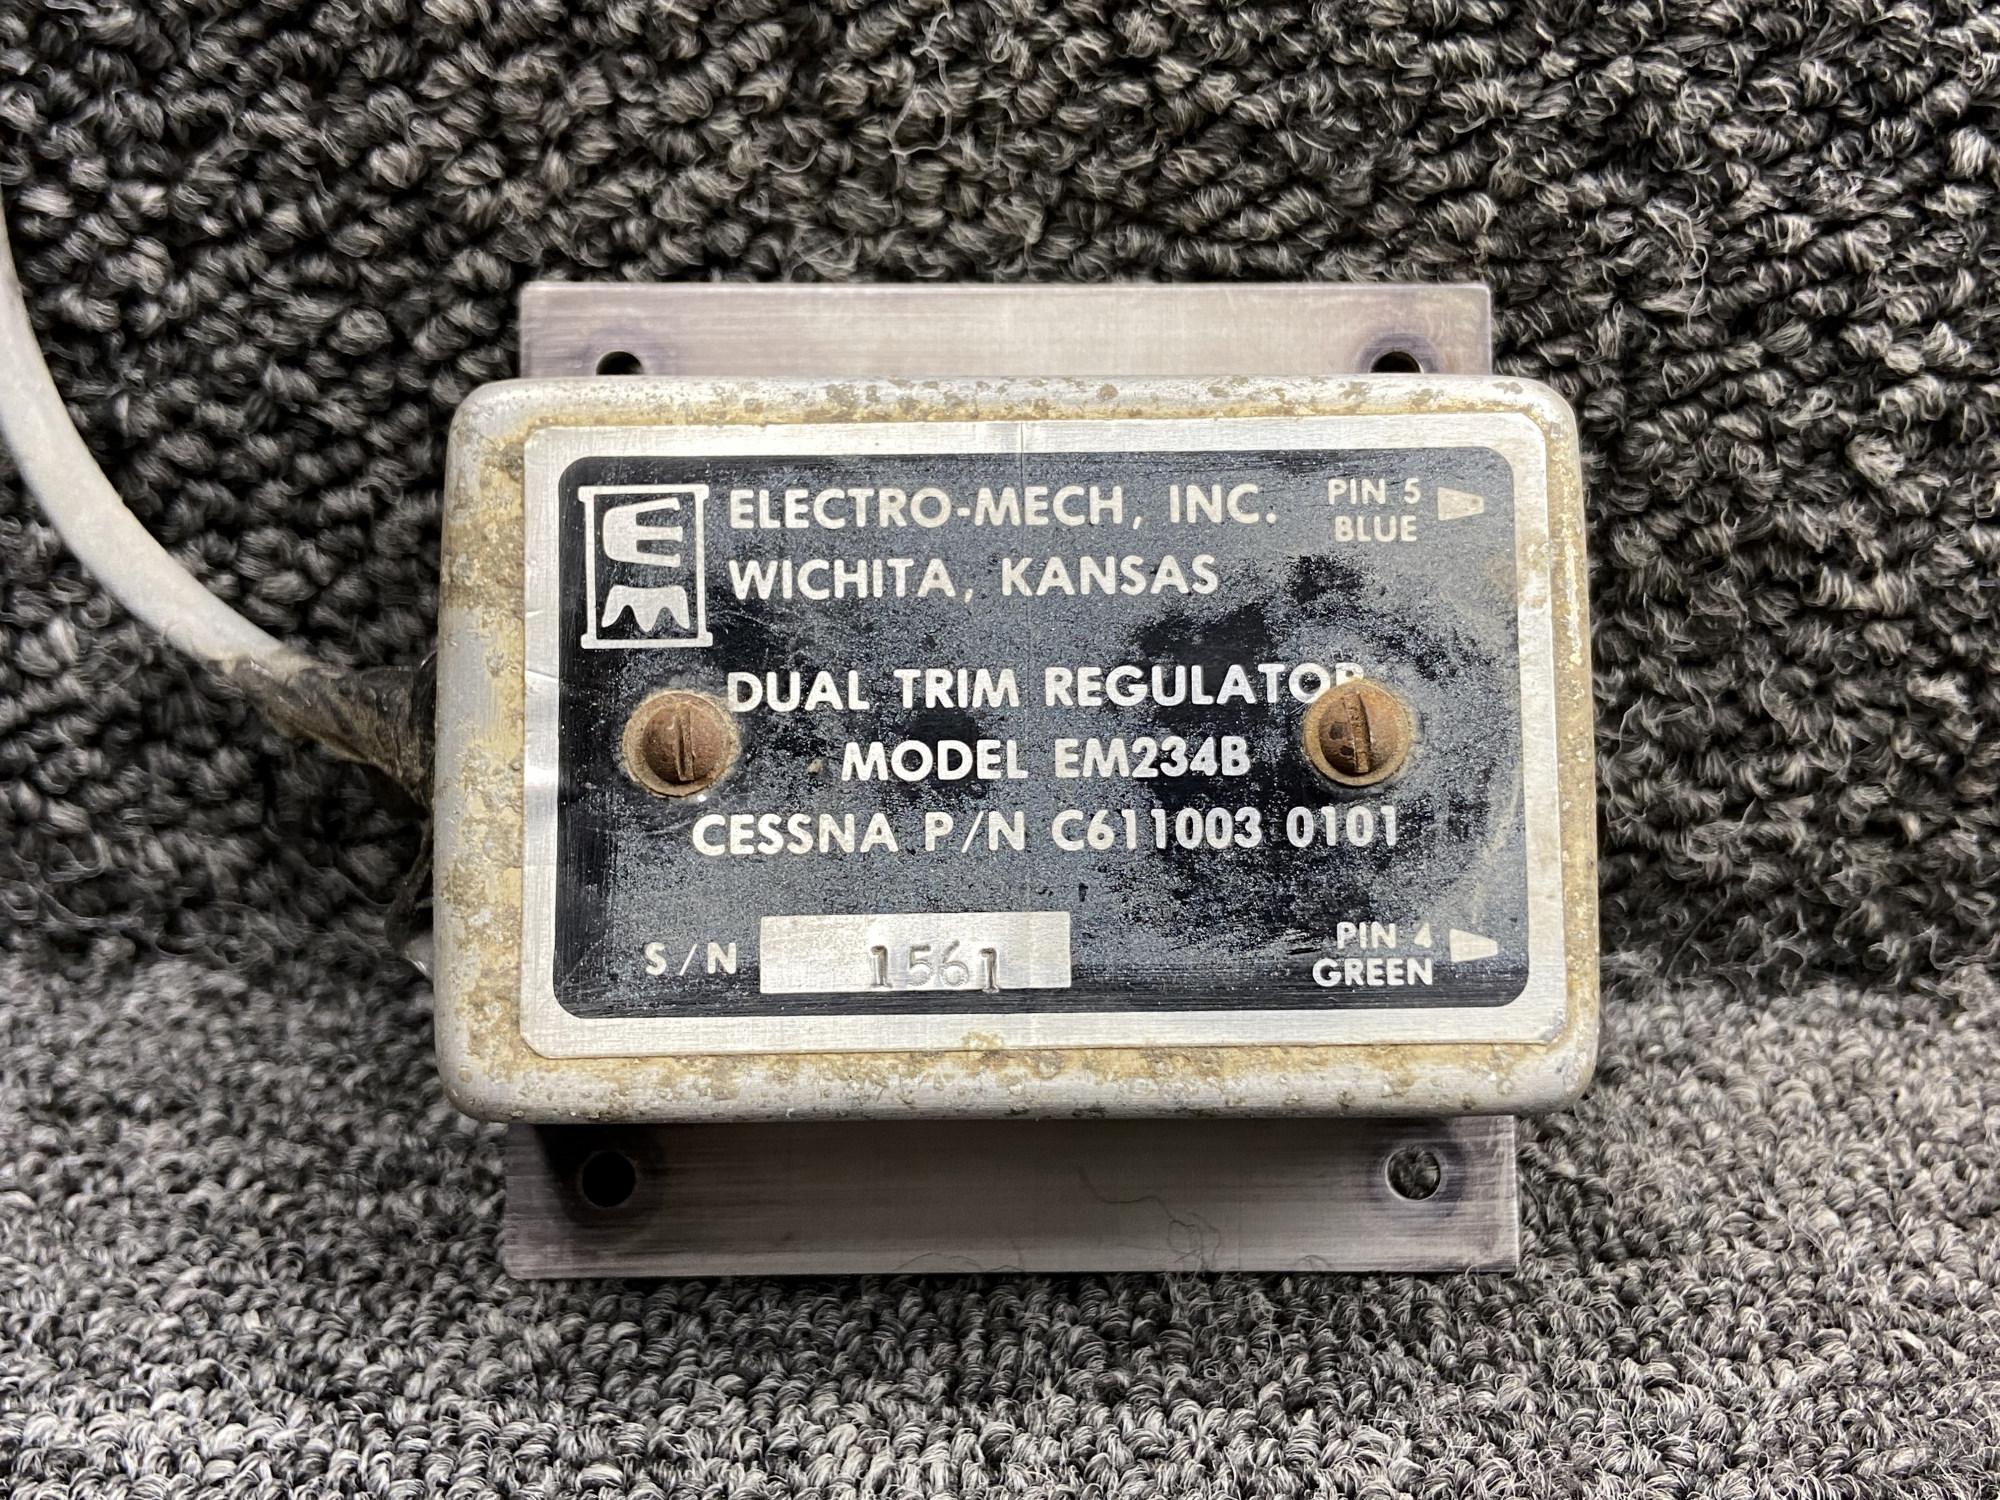 EM
ELECTRO-MECH, INC.
WICHITA, KANSAS
PIN 5
BLUE
DUAL TRIM REGULATOR
MODEL EM234B
CESSNA P/N C611003 0101
S/N 1561
PIN 4
GREEN